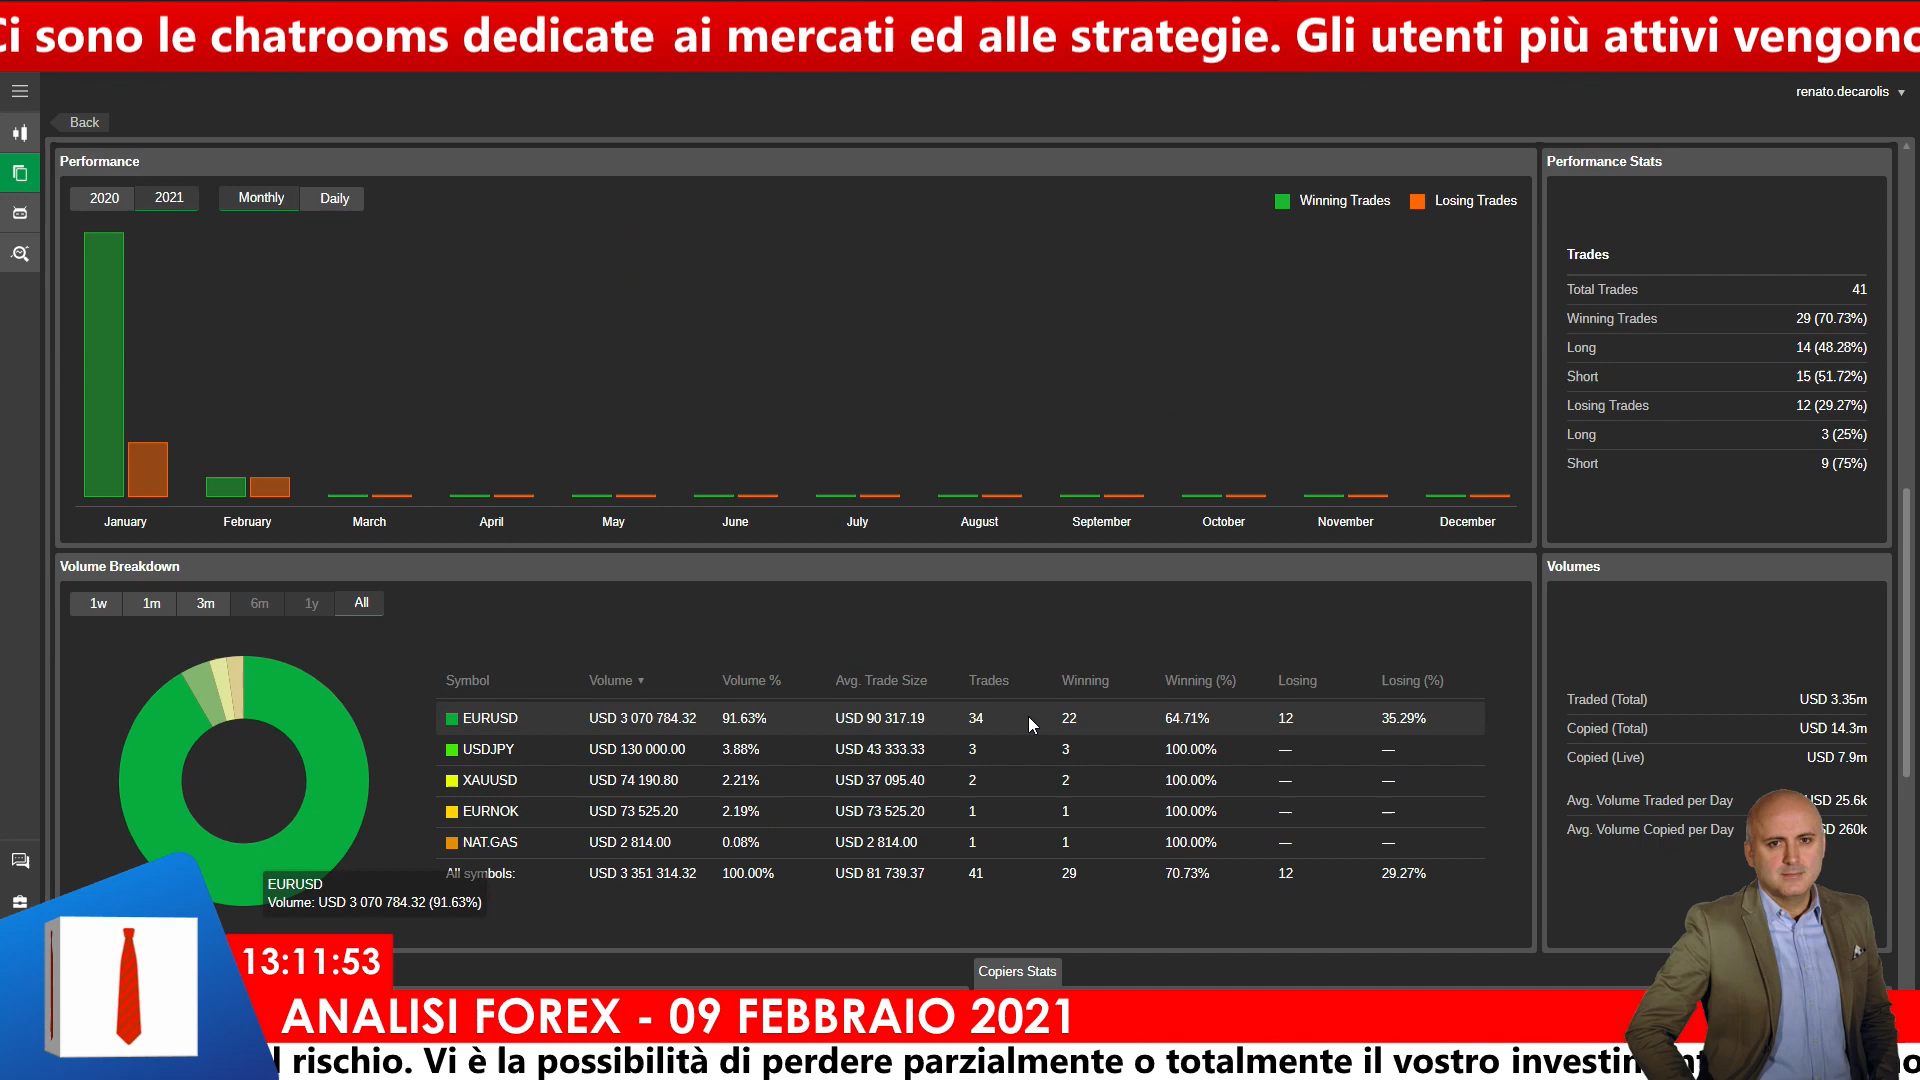 Ci sono le chatrooms dedicate ai mercati ed alle strategie. Gli utenti più attivi vengono
renato.decarolis
Back
Performance
2020 2021 Monthly Daily
Winning Trades Losing Trades
January February March April May June July August September October November December
Performance Stats
Trades
Total Trades 41
Winning Trades 29 (70.73%)
Long 14 (48.28%)
Short 15 (51.72%)
Losing Trades 12 (29.27%)
Long 3 (25%)
Short 9 (75%)
Volume Breakdown
1w 1m 3m 6m 1y All
Symbol Volume ▾ Volume % Avg. Trade Size Trades Winning Winning (%) Losing Losing (%)
EURUSD USD 3 070 784.32 91.63% USD 90 317.19 34 22 64.71% 12 35.29%
USDJPY USD 130 000.00 3.88% USD 43 333.33 3 3 100.00% — —
XAUUSD USD 74 190.80 2.21% USD 37 095.40 2 2 100.00% — —
EURNOK USD 73 525.20 2.19% USD 73 525.20 1 1 100.00% — —
NAT.GAS USD 2 814.00 0.08% USD 2 814.00 1 1 100.00% — —
All symbols: USD 3 351 314.32 100.00% USD 81 739.37 41 29 70.73% 12 29.27%
EURUSD
Volume: USD 3 070 784.32 (91.63%)
Volumes
Traded (Total) USD 3.35m
Copied (Total) USD 14.3m
Copied (Live) USD 7.9m
Avg. Volume Traded per Day USD 25.6k
Avg. Volume Copied per Day USD 260k
Copiers Stats
13:11:53
ANALISI FOREX - 09 FEBBRAIO 2021
rischio. Vi è la possibilità di perdere parzialmente o totalmente il vostro